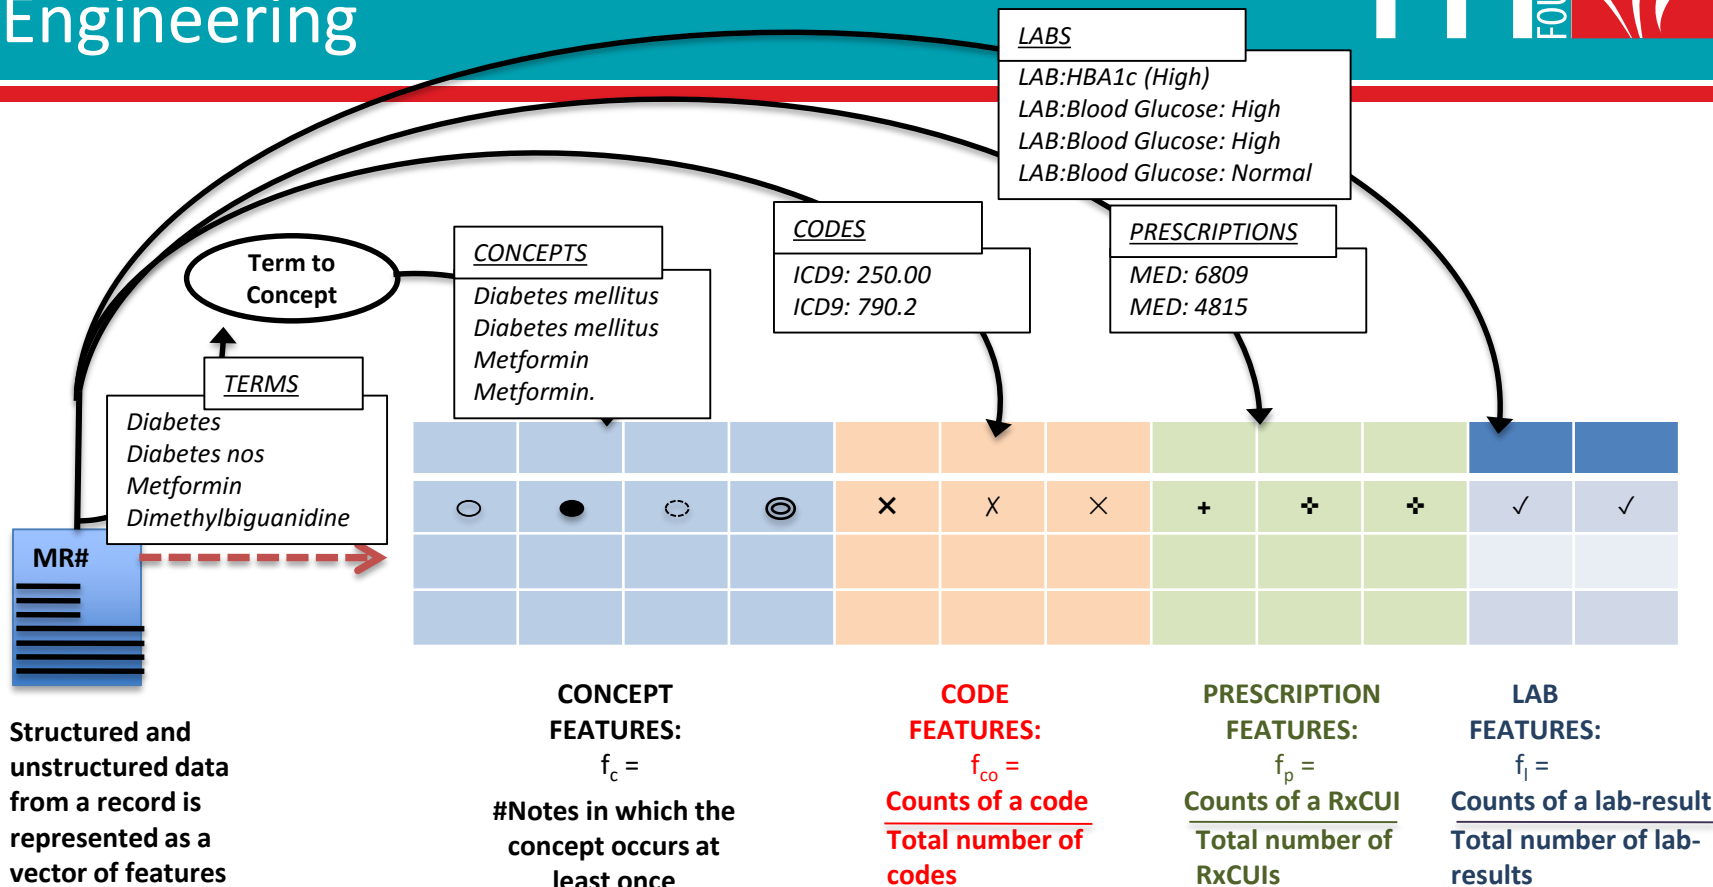 Engineering
FOU
LABS
LAB:HBA1c (High)
LAB:Blood Glucose: High
LAB:Blood Glucose: High
LAB:Blood Glucose: Normal
CODES
ICD9: 250.00
ICD9: 790.2
PRESCRIPTIONS
MED: 6809
MED: 4815
Term to
Concept
CONCEPTS
Diabetes mellitus
Diabetes mellitus
Metformin
Metformin.
TERMS
Diabetes
Diabetes nos
Metformin
Dimethylbiguanidine
MR#
Structured and
unstructured data
from a record is
represented as a
vector of features
CONCEPT
FEATURES:
fc =
#Notes in which the
concept occurs at
least once
CODE
FEATURES:
fco =
Counts of a code
Total number of
codes
PRESCRIPTION
FEATURES:
fp =
Counts of a RxCUI
Total number of
RxCUIs
LAB
FEATURES:
fl =
Counts of a lab-result
Total number of lab-
results